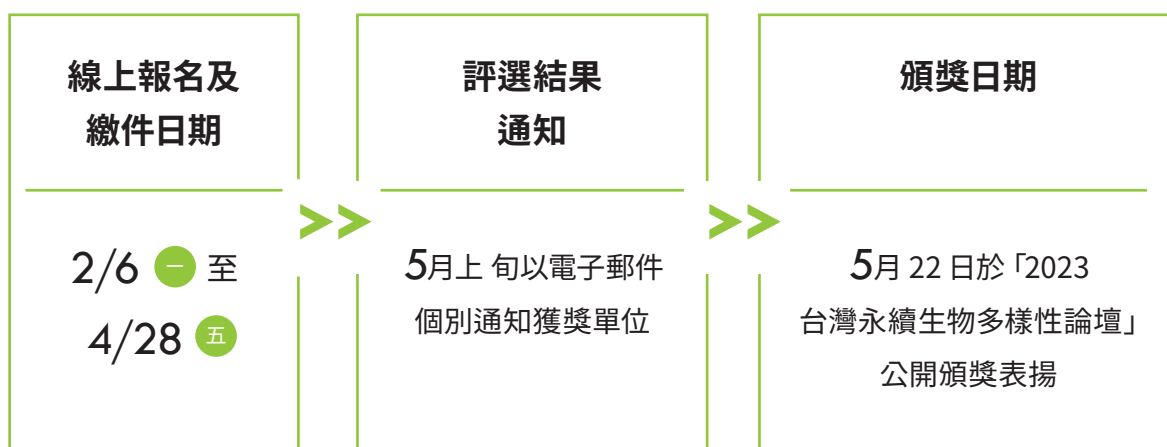 線上報名及
繳件日期
2/6 一 至
4/28 五
評選結果
通知
5月上 旬以電子郵件
個別通知獲獎單位
頒獎日期
5月 22 日於「2023
台灣永續生物多樣性論壇」
公開頒獎表揚